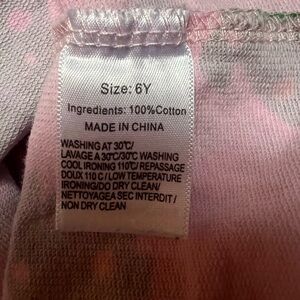 Size: 6Y
Ingredients: 100%Cotton
MADE IN CHINA
WASHING AT 30℃/
LAVAGE A 30℃/30℃ WASHING
COOL IRONING 110℃/REPASSAGE
DOUX 110 C/LOW TEMPERATURE
IRONING/DO DRY CLEAN/
NETTOYAGEA SEC INTERDIT/
NON DRY CLEAN